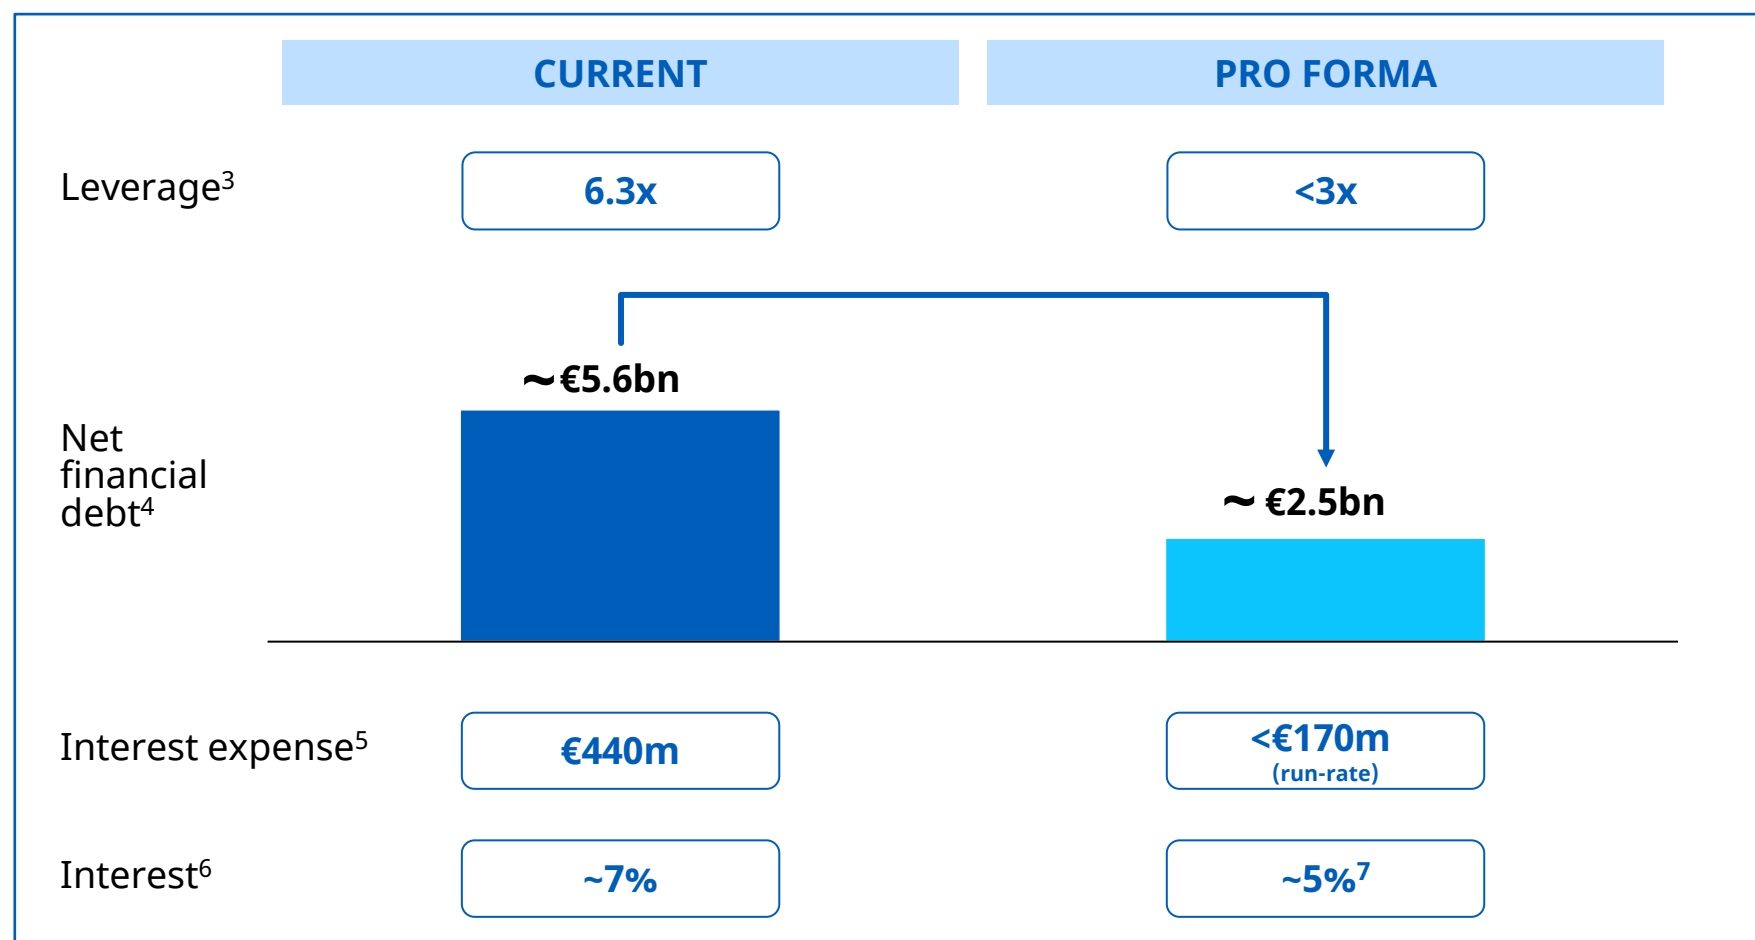 CURRENT
PRO FORMA
Leverage³
6.3x
<3x
~€5.6bn
~ €2.5bn
Net
financial
debt⁴
Interest expense⁵
€440m
<€170m
(run-rate)
Interest⁶
~7%
~5%⁷